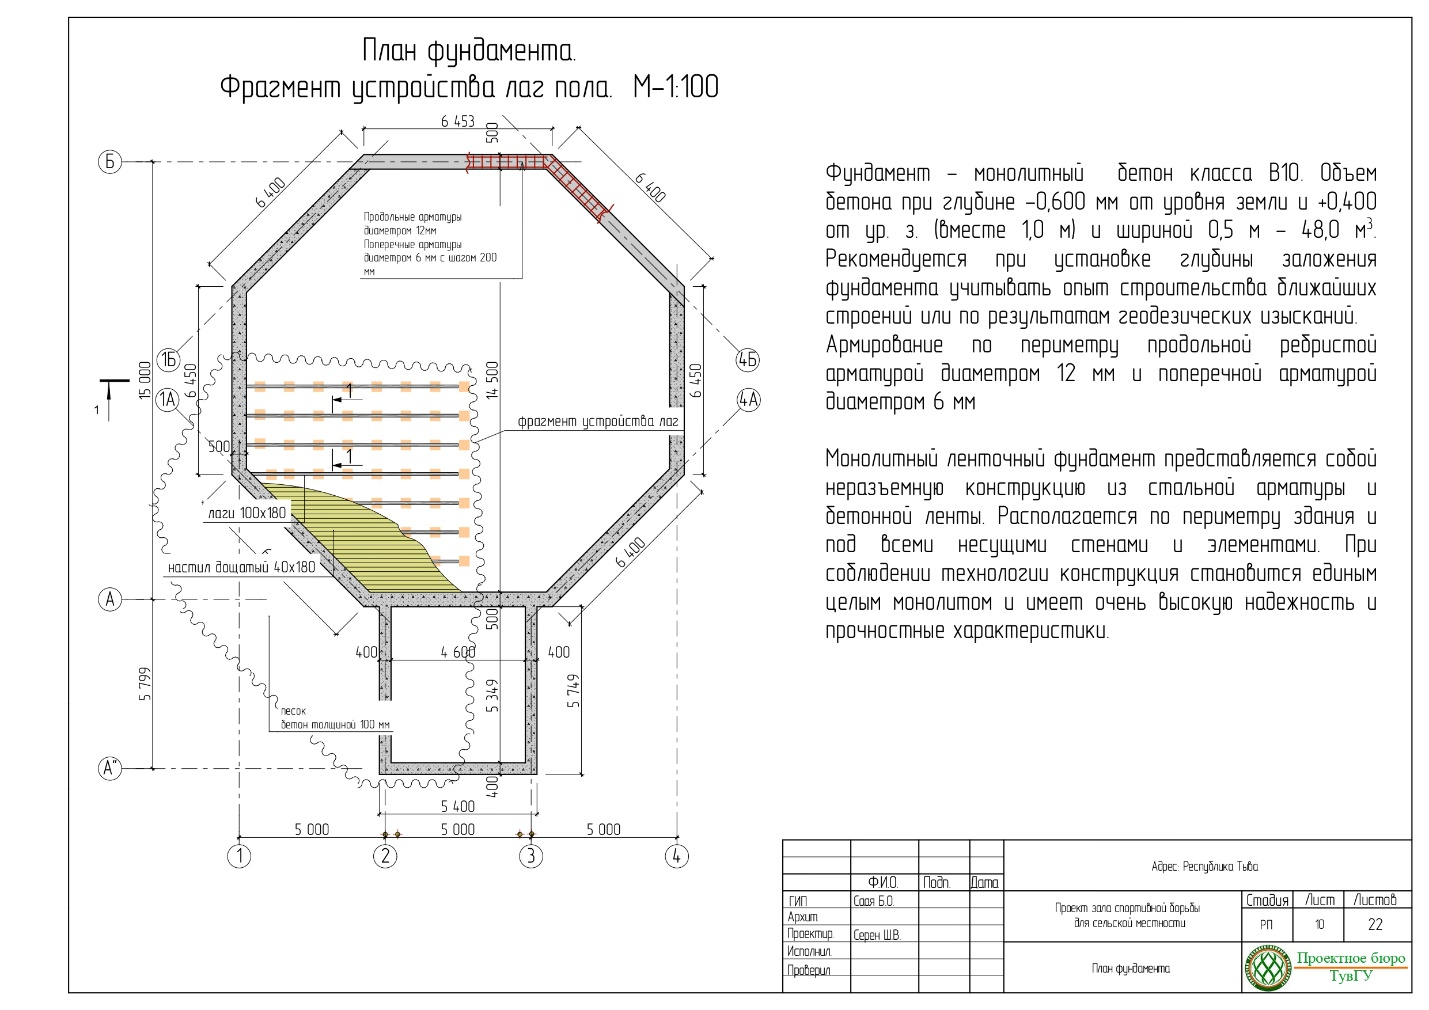 План фундамента.
Фрагмент устройства лаг пола. М-1:100
6 453
500
Б
6 400
6 400
Продольные арматуры
диаметром 12мм
Поперечные арматуры
диаметром 6 мм с шагом 200
мм
1Б
4Б
15 000
6 450
14 500
6 450
1
1
1А
4А
фрагмент устройства лаг
500
1
лаги 100х180
настил дощатый 40х180
6 400
А
500
400
4 600
400
5 799
5 349
5 749
песок
бетон толщиной 100 мм
А"
400
5 400
5 000
5 000
5 000
1
2
3
4
Фундамент – монолитный бетон класса В10. Объем
бетона при глубине -0,600 мм от уровня земли и +0,400
от ур. з. (вместе 1,0 м) и шириной 0,5 м – 48,0 м³.
Рекомендуется при установке глубины заложения
фундамента учитывать опыт строительства ближайших
строений или по результатам геодезических изысканий.
Армирование по периметру продольной ребристой
арматурой диаметром 12 мм и поперечной арматурой
диаметром 6 мм
Монолитный ленточный фундамент представляется собой
неразъемную конструкцию из стальной арматуры и
бетонной ленты. Располагается по периметру здания и
под всеми несущими стенами и элементами. При
соблюдении технологии конструкция становится единым
целым монолитом и имеет очень высокую надежность и
прочностные характеристики.
Адрес: Республика Тыва
Ф.И.О. Подп. Дата
ГИП Саая Б.О.
Архит.
Проектир. Серен Ш.В.
Исполнил.
Проверил
Проект зала спортивной борьбы
для сельской местности
Стадия Лист Листов
РП 10 22
План фундамента
Проектное бюро
ТувГУ